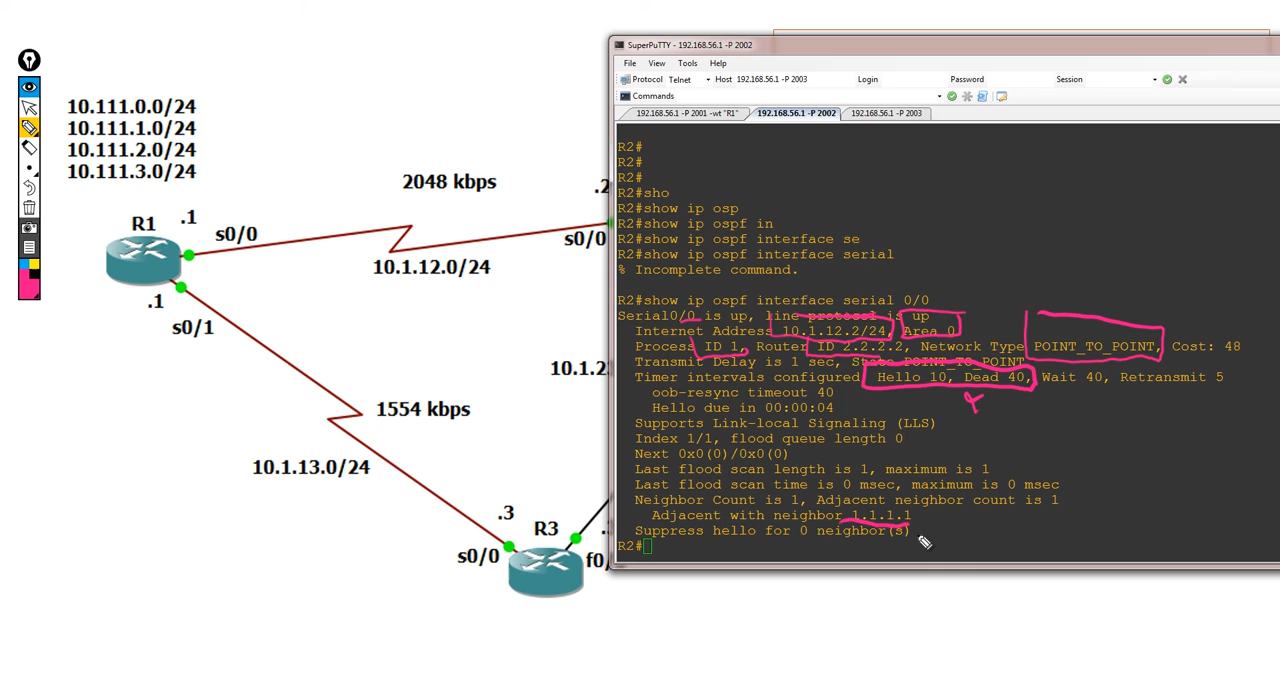 10.111.0.0/24
10.111.1.0/24
10.111.2.0/24
10.111.3.0/24
R1
.1
s0/0
.1
s0/1
2048 kbps
10.1.12.0/24
.2
s0/0
1554 kbps
10.1.13.0/24
10.1.2
.3
R3
s0/0
f0/
SuperPuTTY - 192.168.56.1 -P 2002
File View Tools Help
Protocol Telnet Host 192.168.56.1 -P 2003 Login Password Session
Commands
192.168.56.1 -P 2001 -wt "R1" 192.168.56.1 -P 2002 192.168.56.1 -P 2003
R2#
R2#
R2#
R2#sho
R2#show ip osp
R2#show ip ospf in
R2#show ip ospf interface se
R2#show ip ospf interface serial
% Incomplete command.
R2#show ip ospf interface serial 0/0
Serial0/0 is up, line protocol is up
Internet Address 10.1.12.2/24, Area 0
Process ID 1, Router ID 2.2.2.2, Network Type POINT_TO_POINT, Cost: 48
Transmit Delay is 1 sec, State POINT_TO_POINT
Timer intervals configured, Hello 10, Dead 40, Wait 40, Retransmit 5
oob-resync timeout 40
Hello due in 00:00:04
Supports Link-local Signaling (LLS)
Index 1/1, flood queue length 0
Next 0x0(0)/0x0(0)
Last flood scan length is 1, maximum is 1
Last flood scan time is 0 msec, maximum is 0 msec
Neighbor Count is 1, Adjacent neighbor count is 1
Adjacent with neighbor 1.1.1.1
Suppress hello for 0 neighbor(s)
R2#